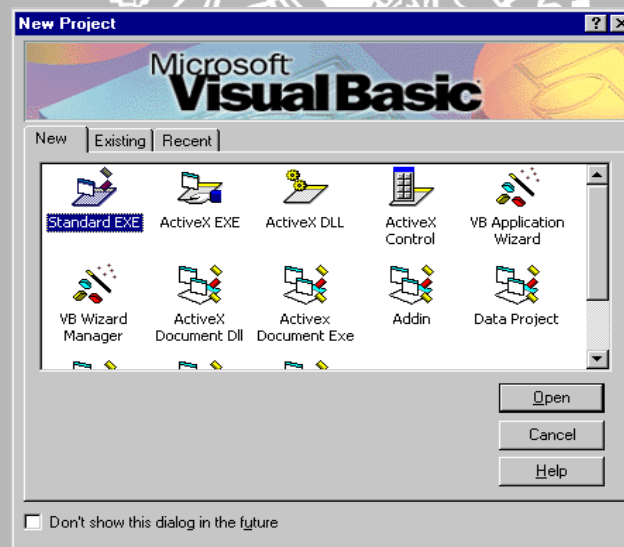 New Project
Microsoft
Visual Basic
New Existing Recent
Standard EXE ActiveX EXE ActiveX DLL ActiveX Control VB Application Wizard
VB Wizard Manager ActiveX Document Dll Activex Document Exe Addin Data Project
Open
Cancel
Help
Don't show this dialog in the future